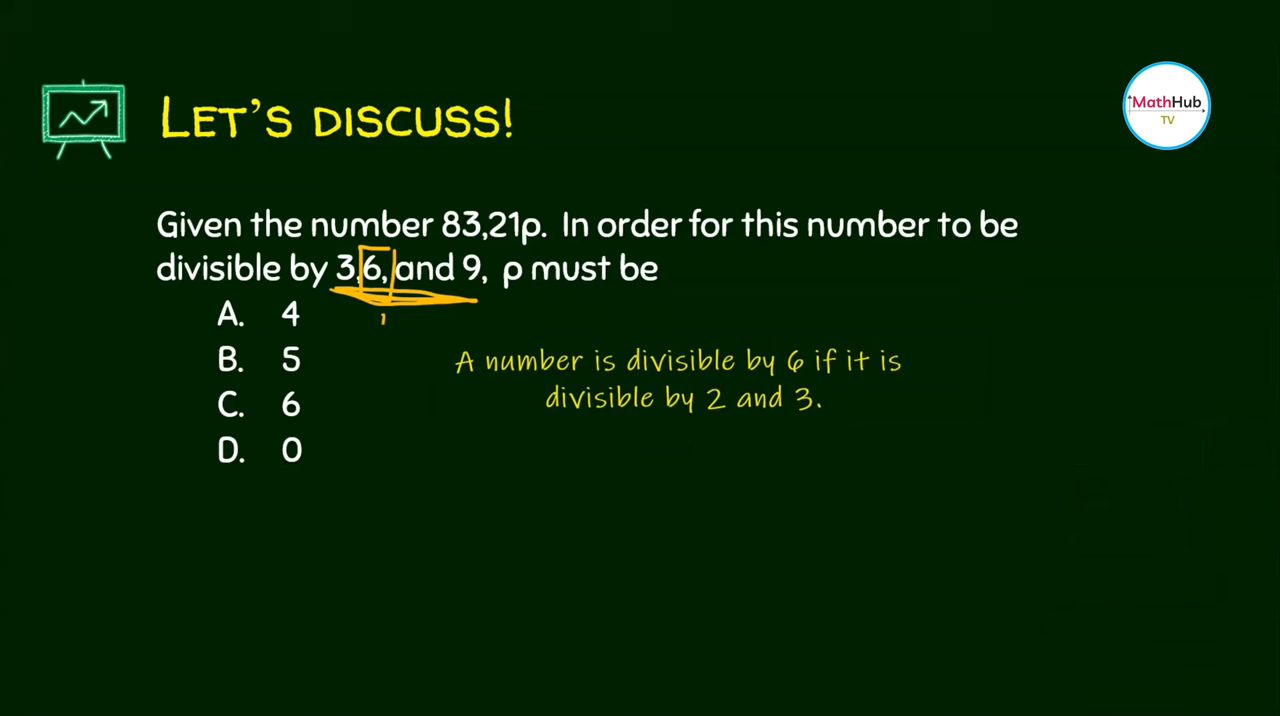 LET'S DISCUSS!
MathHub
TV
Given the number 83,21p. In order for this number to be
divisible by 3,6, and 9, p must be
A. 4
B. 5
C. 6
D. 0
A number is divisible by 6 if it is
divisible by 2 and 3.